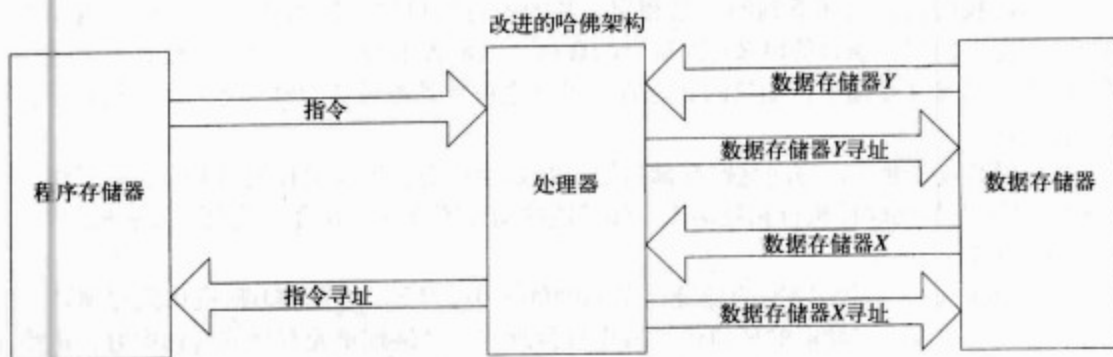 改进的哈佛架构
程序存储器
指令
指令寻址
处理器
数据存储器Y
数据存储器Y寻址
数据存储器X
数据存储器X寻址
数据存储器